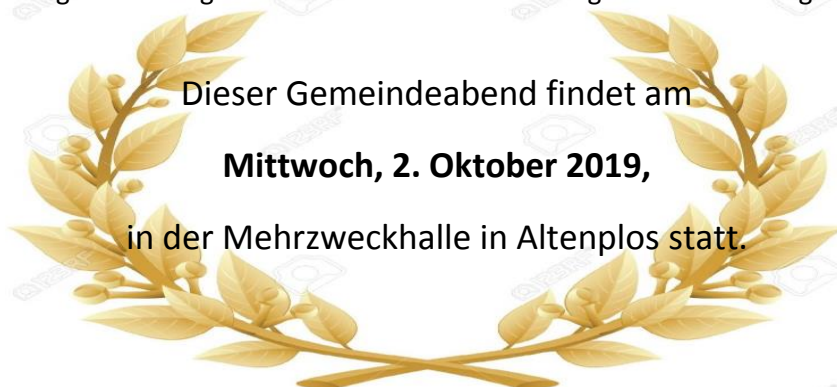 Dieser Gemeindeabend findet am
Mittwoch, 2. Oktober 2019,
in der Mehrzweckhalle in Altenplos statt.